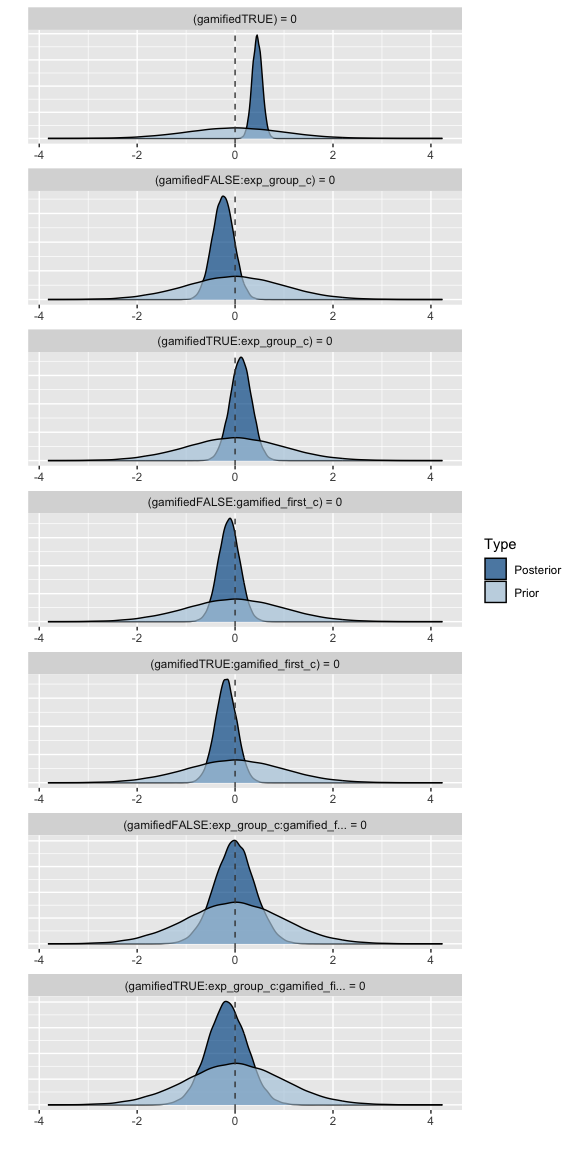 (gamifiedTRUE) = 0
-4 -2 0 2 4
(gamifiedFALSE:exp_group_c) = 0
-4 -2 0 2 4
(gamifiedTRUE:exp_group_c) = 0
-4 -2 0 2 4
(gamifiedFALSE:gamified_first_c) = 0
-4 -2 0 2 4
(gamifiedTRUE:gamified_first_c) = 0
-4 -2 0 2 4
(gamifiedFALSE:exp_group_c:gamified_f... = 0
-4 -2 0 2 4
(gamifiedTRUE:exp_group_c:gamified_fi... = 0
-4 -2 0 2 4
Type
Posterior
Prior